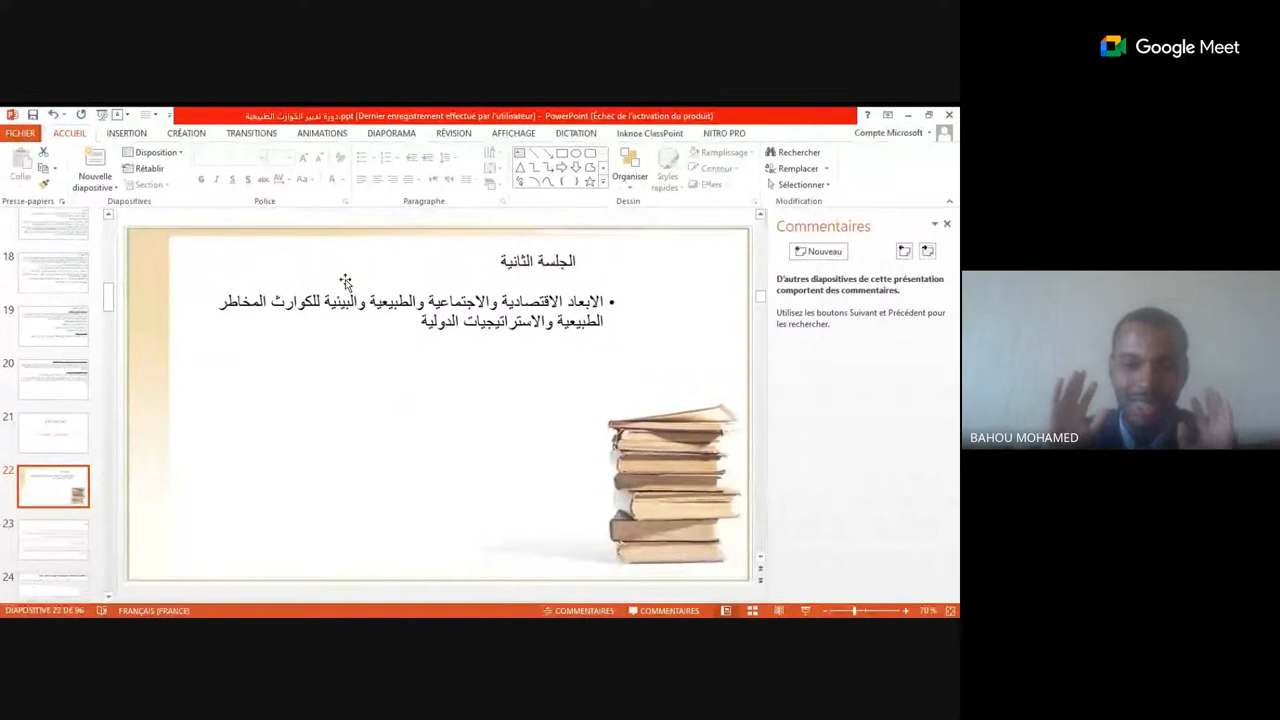 Google Meet
دورة تدبير الكوارث الطبيعية.ppt [Dernier enregistrement effectué par l'utilisateur] - PowerPoint (Échec de l'activation du produit)
FICHIER ACCUEIL INSERTION CRÉATION TRANSITIONS ANIMATIONS DIAPORAMA RÉVISION AFFICHAGE DICTATION Inknoe ClassPoint NITRO PRO Compte Microsoft
Coller
Nouvelle diapositive
Disposition
Rétablir
Section
Organiser
Styles rapides
Remplissage
Contour
Effets
Rechercher
Remplacer
Sélectionner
Presse-papiers Diapositives Police Paragraphe Dessin Modification
18
19
20
21
22
23
24
الجلسة الثانية
• الابعاد الاقتصادية والاجتماعية والطبيعية والبيئية للكوارث المخاطر
الطبيعية والاستراتيجيات الدولية
Commentaires
Nouveau
D'autres diapositives de cette présentation
comportent des commentaires.
Utilisez les boutons Suivant et Précédent pour
les rechercher.
BAHOU MOHAMED
DIAPOSITIVE 22 DE 96 FRANÇAIS (FRANCE) COMMENTAIRES COMMENTAIRES 70 %